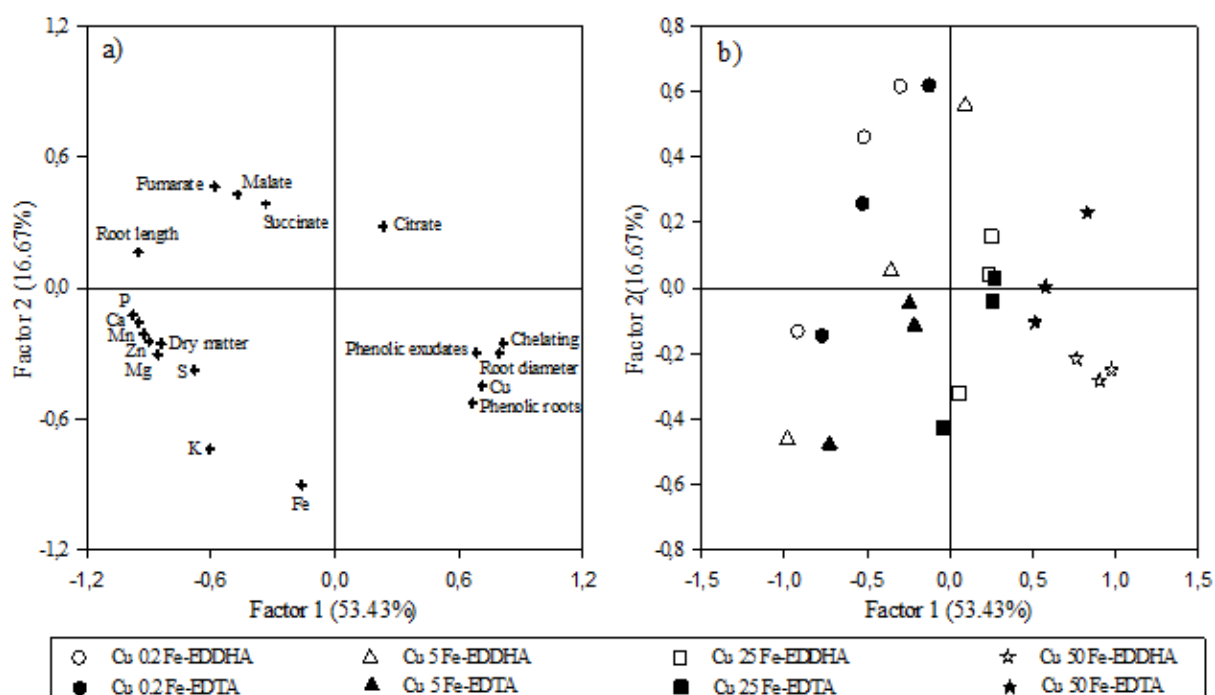 a)
1,2
0,6
0,0
-0,6
-1,2
Factor 2 (16.67%)
Fumarate
Malate
Succinate
Citrate
Root length
P
Ca
Mn
Zn
Mg
Dry matter
S
K
Fe
Chelating
Phenolic exudates
Root diameter
Cu
Phenolic roots
-1,2 -0,6 0,0 0,6 1,2
Factor 1 (53.43%)
b)
0,8
0,6
0,4
0,2
0,0
-0,2
-0,4
-0,6
-0,8
Factor 2(16.67%)
-1,5 -1,0 -0,5 0,0 0,5 1,0 1,5
Factor 1 (53.43%)
Cu 0.2 Fe-EDDHA Cu 5 Fe-EDDHA Cu 25 Fe-EDDHA Cu 50 Fe-EDDHA
Cu 0.2 Fe-EDTA Cu 5 Fe-EDTA Cu 25 Fe-EDTA Cu 50 Fe-EDTA